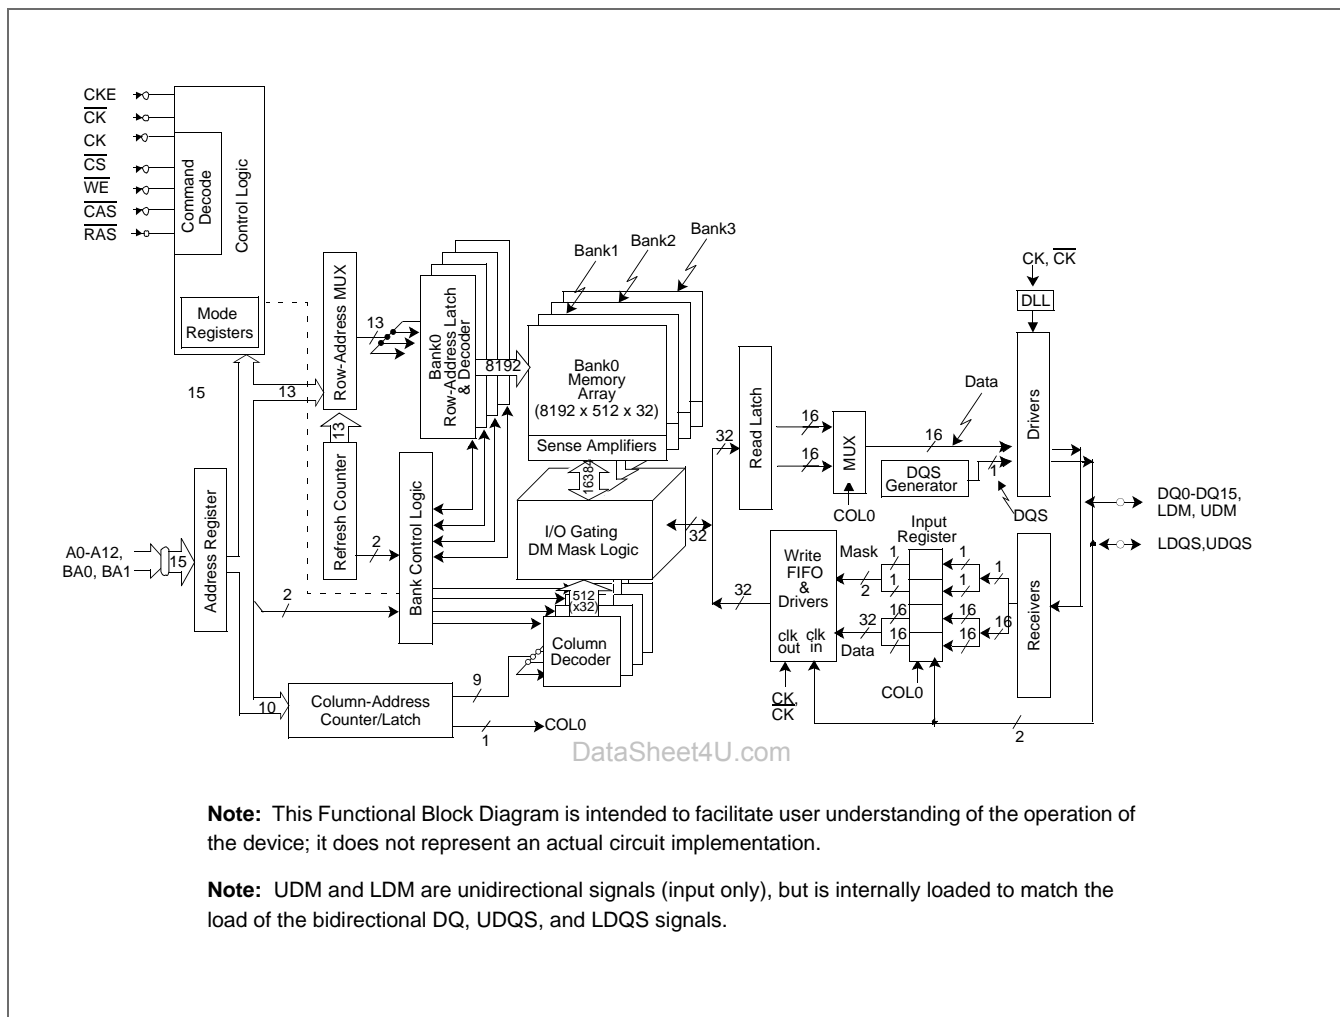 CKE
CK
CK
CS
WE
CAS
RAS
Command
Decode
Control Logic
Mode
Registers
15
13
Row-Address MUX
13
Refresh Counter
13
Bank0
Row-Address Latch
& Decoder
8192
Bank1
Bank2
Bank3
Bank0
Memory
Array
(8192 x 512 x 32)
Sense Amplifiers
16384
I/O Gating
DM Mask Logic
32
A0-A12,
BA0, BA1
15
Address Register
2
2
Bank Control Logic
512
(x32)
Column
Decoder
10
Column-Address
Counter/Latch
9
1
COL0
32
Read Latch
16
16
MUX
COL0
16
Data
DQS
Generator
1
DQS
CK, CK
DLL
Drivers
DQ0-DQ15,
LDM, UDM
LDQS,UDQS
32
Write
FIFO
&
Drivers
clk
out
clk
in
CK,
CK
Mask
1
1
2
16
32
16
Data
Input
Register
COL0
1
1
1
16
16
16
Receivers
2
DataSheet4U.com
Note: This Functional Block Diagram is intended to facilitate user understanding of the operation of
the device; it does not represent an actual circuit implementation.
Note: UDM and LDM are unidirectional signals (input only), but is internally loaded to match the
load of the bidirectional DQ, UDQS, and LDQS signals.